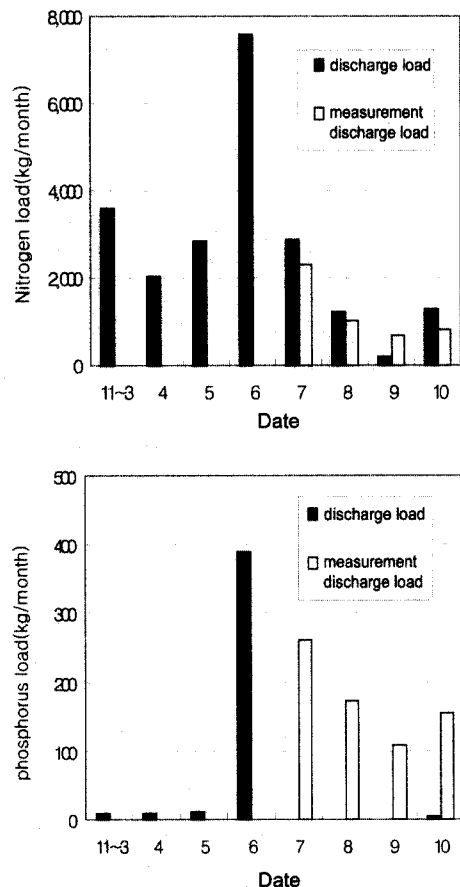 8,000
6,000
4,000
2,000
0
Nitrogen load(kg/month)
discharge load
measurement
discharge load
11~3 4 5 6 7 8 9 10
Date
500
400
300
200
100
0
phosphorus load(kg/month)
discharge load
measurement
discharge load
11~3 4 5 6 7 8 9 10
Date